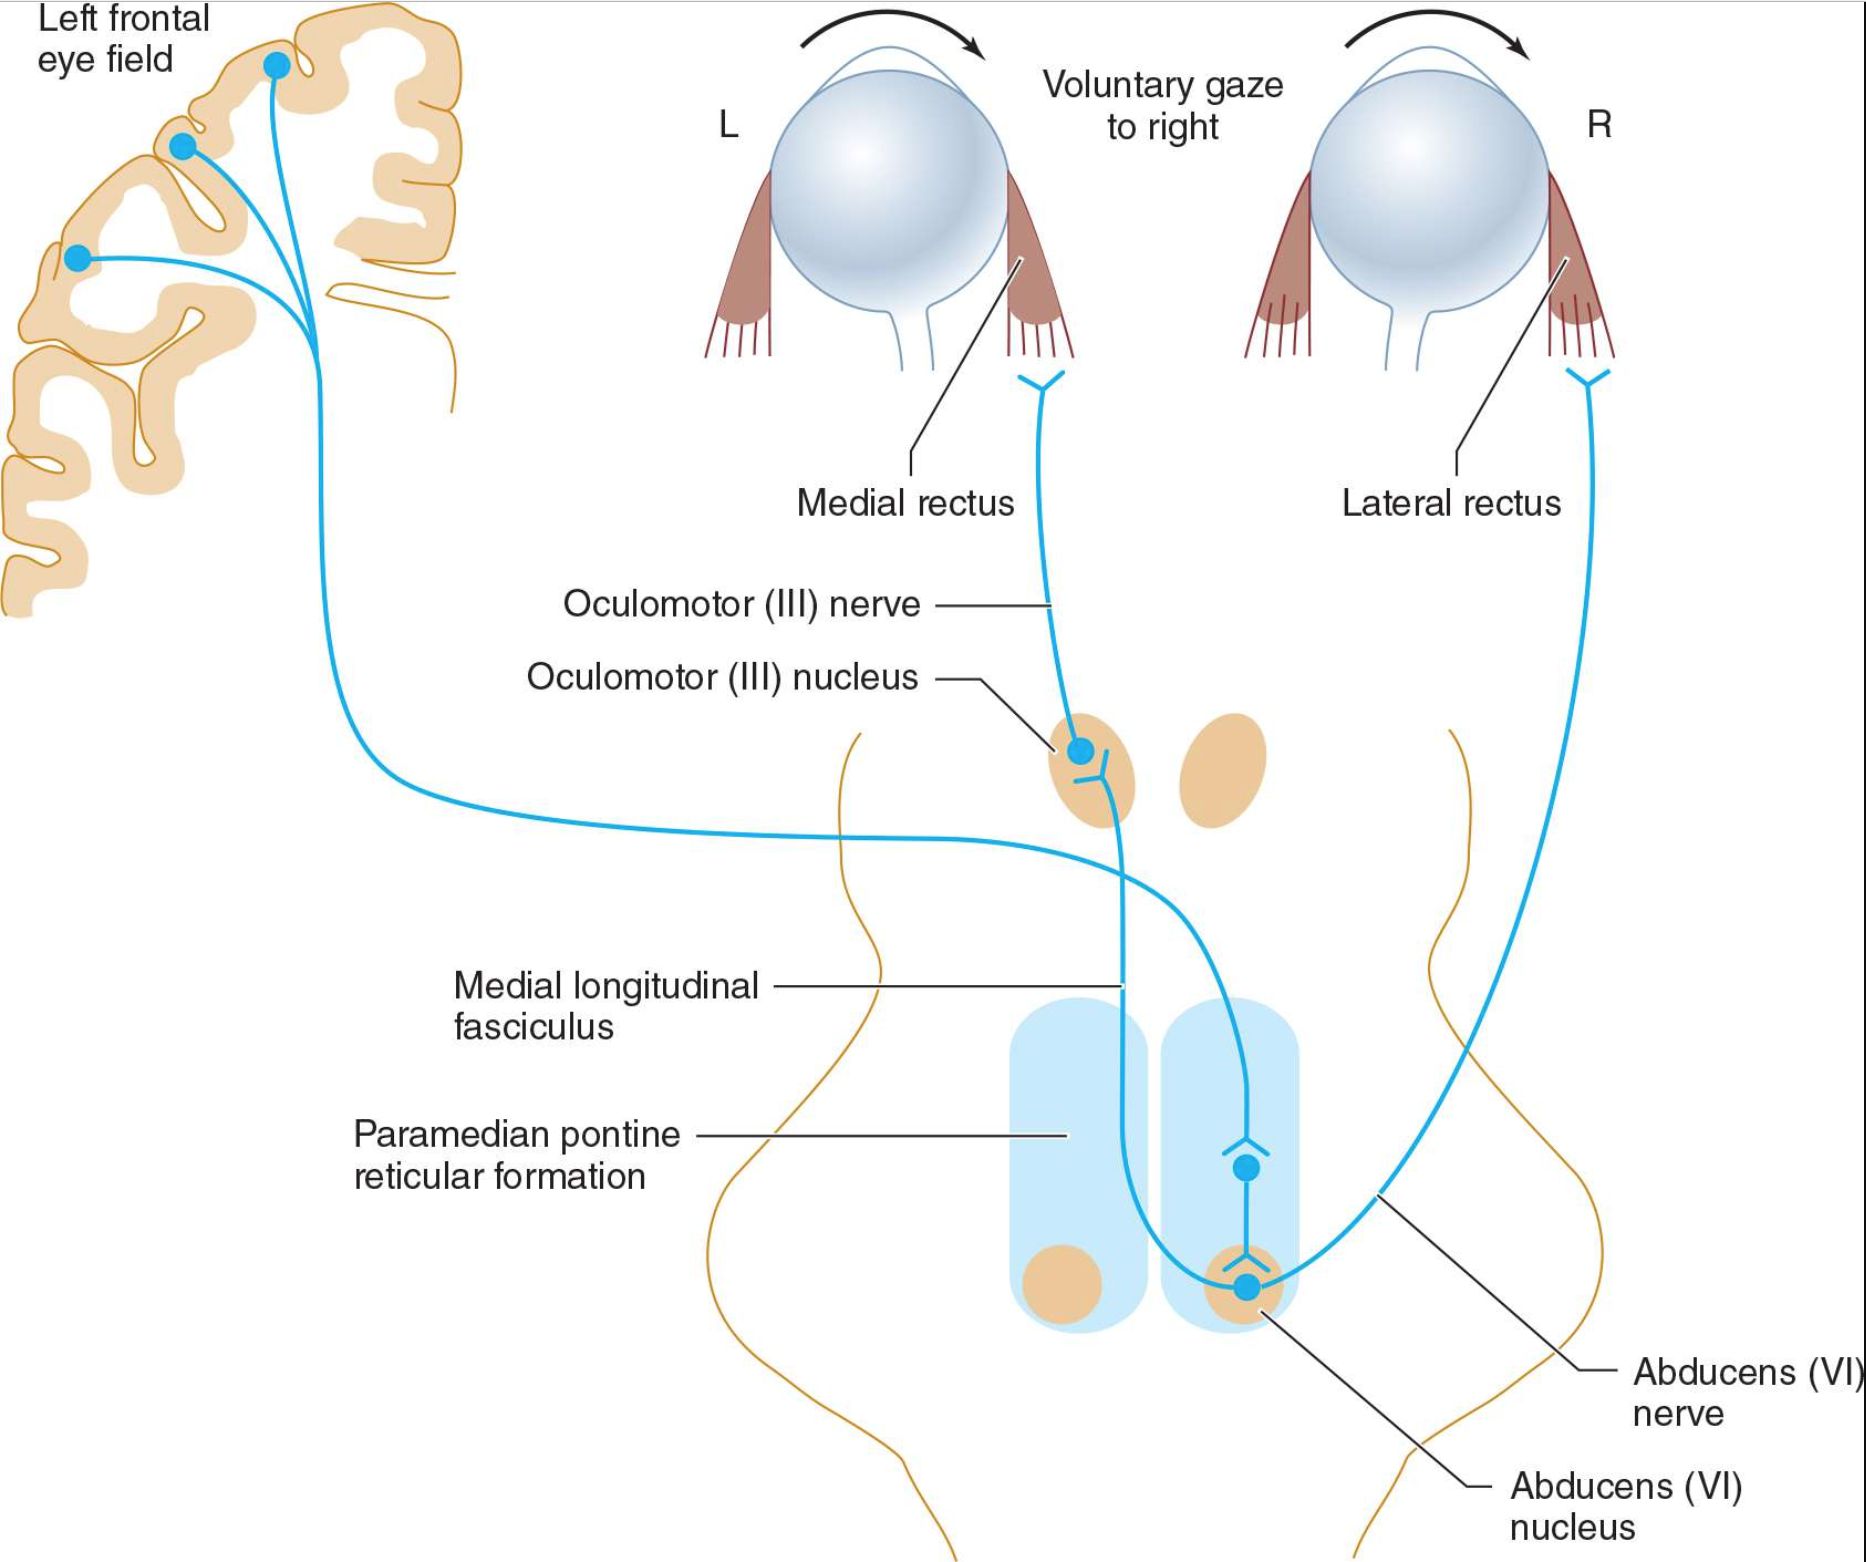 Left frontal
eye field
L
Voluntary gaze
to right
R
Medial rectus
Lateral rectus
Oculomotor (III) nerve
Oculomotor (III) nucleus
Medial longitudinal
fasciculus
Paramedian pontine
reticular formation
Abducens (VI)
nerve
Abducens (VI)
nucleus